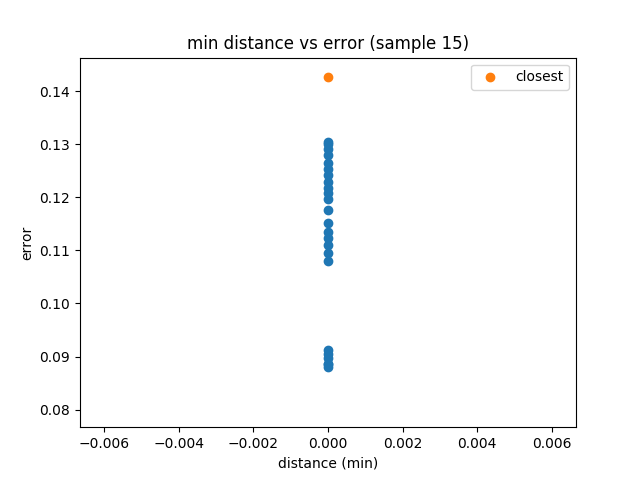 min distance vs error (sample 15)
closest
error
0.14
0.13
0.12
0.11
0.10
0.09
0.08
−0.006 −0.004 −0.002 0.000 0.002 0.004 0.006
distance (min)